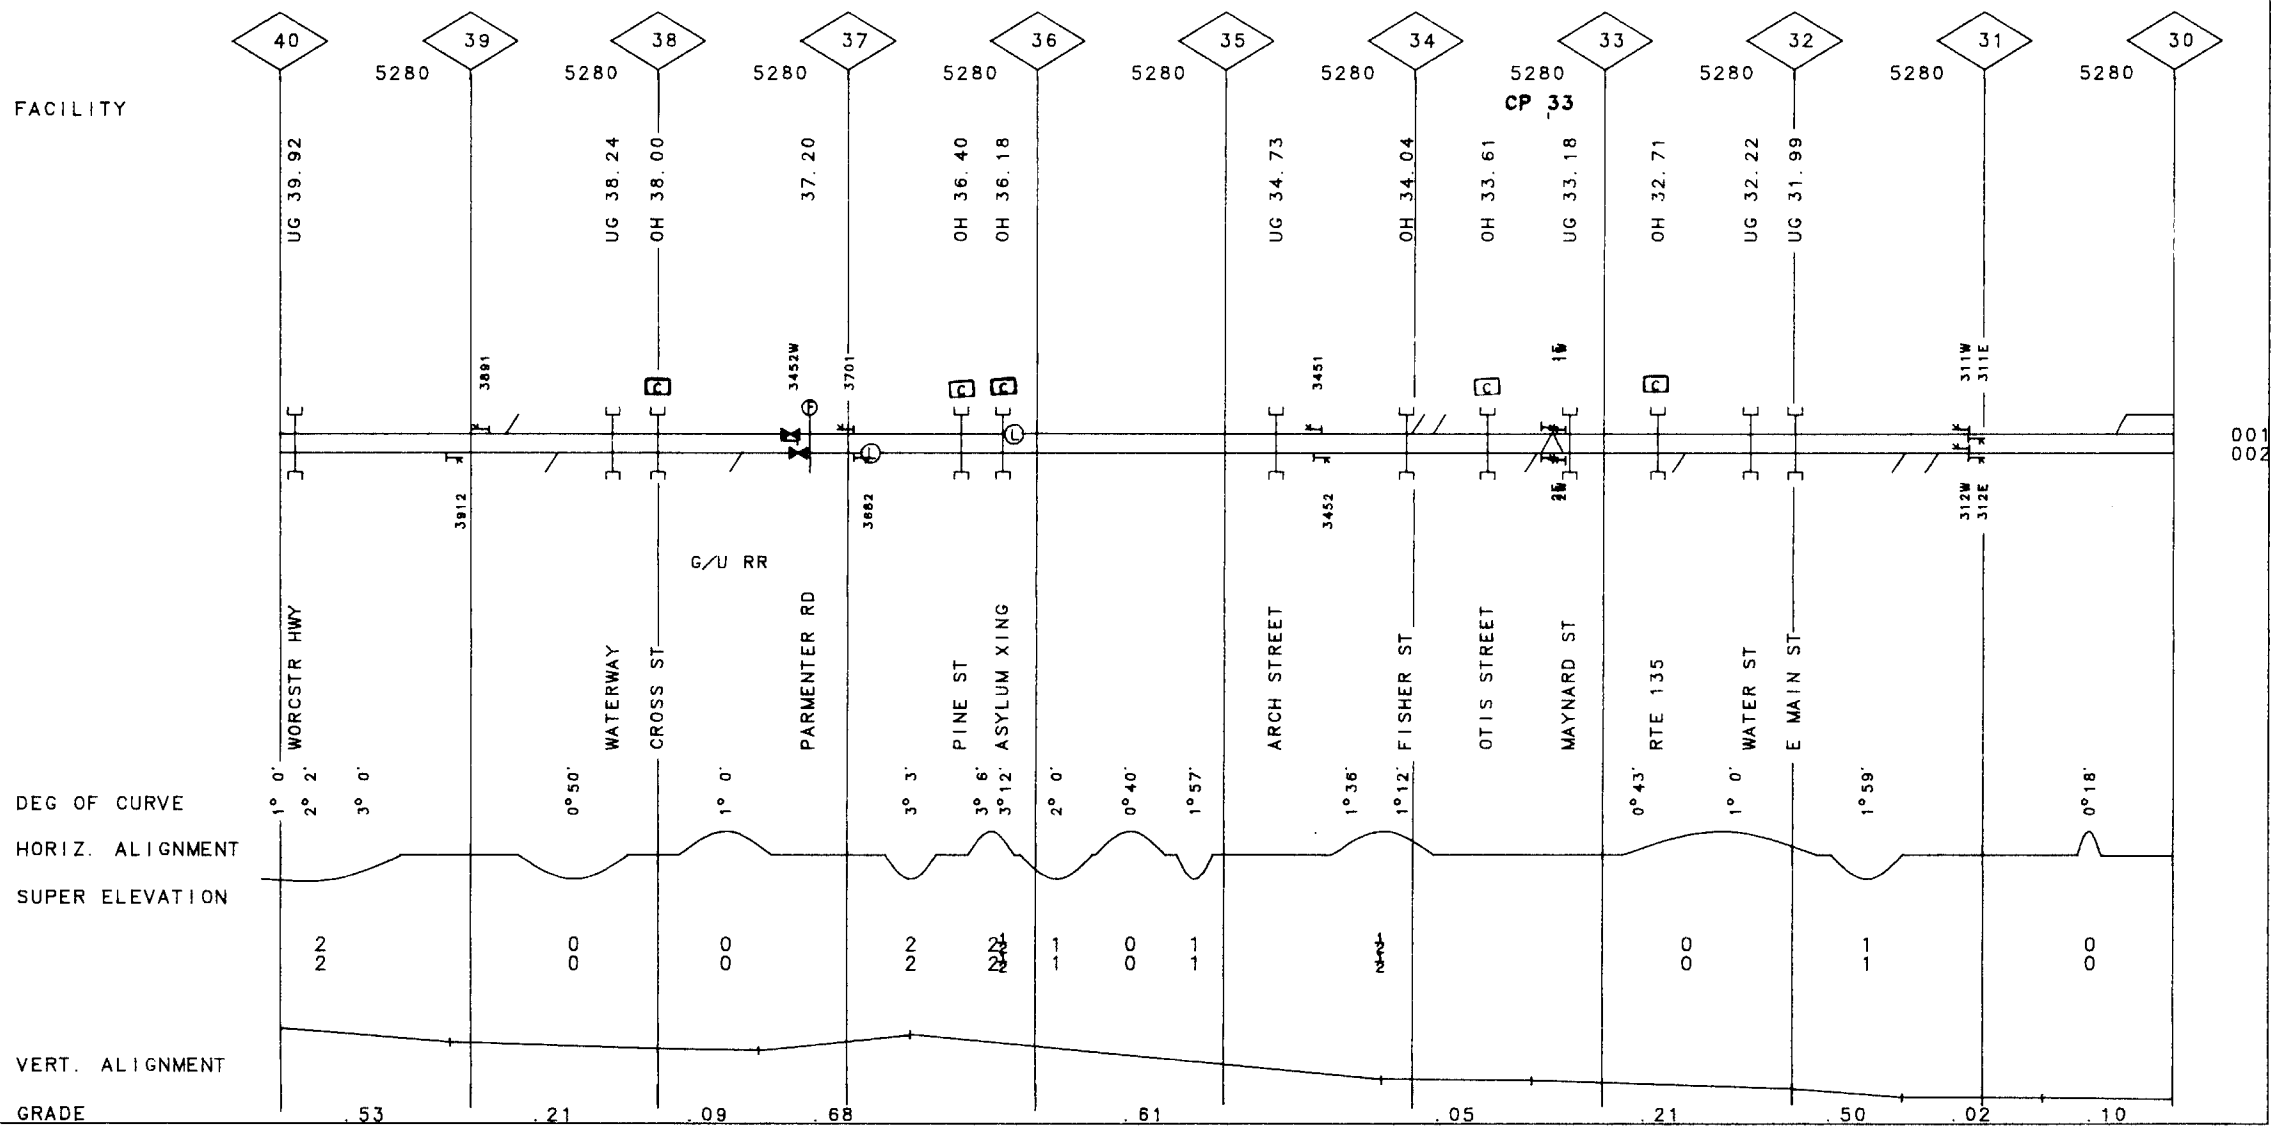 40 39 38 37 36 35 34 33 32 31 30
5280 5280 5280 5280 5280 5280 5280 5280 5280 5280
FACILITY
CP 33
UG 39.92
UG 38.24
OH 38.00
37.20
OH 36.40
OH 36.18
UG 34.73
OH 34.04
OH 33.61
UG 33.18
OH 32.71
UG 32.22
UG 31.99
3891
3452W
3701
3451
1W
311W
311E
C C C C C
L
L
001
002
3912
3682
3452
2W
312W
312E
G/U RR
WORCSTR HWY
WATERWAY
CROSS ST
PARMENTER RD
PINE ST
ASYLUM XING
ARCH STREET
FISHER ST
OTIS STREET
MAYNARD ST
RTE 135
WATER ST
E MAIN ST
DEG OF CURVE
1° 0'
2° 2'
3° 0'
0°50'
1° 0'
3° 3'
3° 6'
3°12'
2° 0'
0°40'
1°57'
1°36'
1°12'
0°43'
1° 0'
1°59'
0°18'
HORIZ. ALIGNMENT
SUPER ELEVATION
2 0 0 2 2 1 0 1 0 1 0
2 0 0 2 2 1 0 1 0 1 0
VERT. ALIGNMENT
GRADE .53 .21 .09 .68 .61 .05 .21 .50 .02 .10